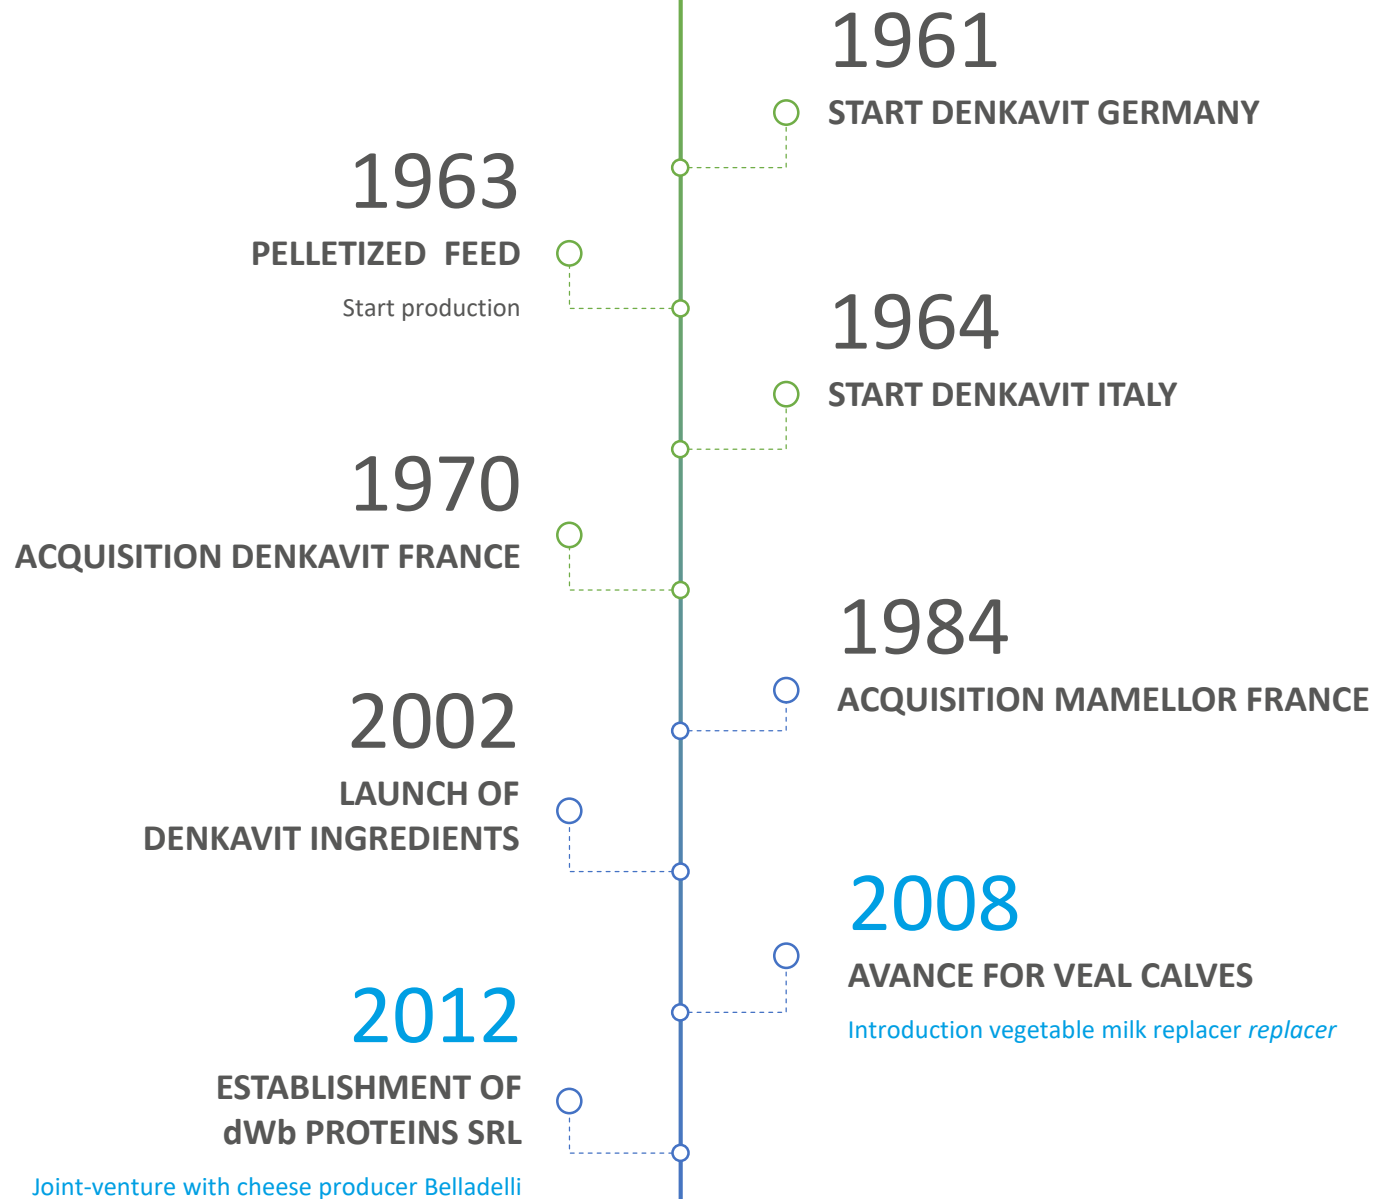 1961
START DENKAVIT GERMANY
1963
PELLETIZED FEED
Start production
1964
START DENKAVIT ITALY
1970
ACQUISITION DENKAVIT FRANCE
1984
ACQUISITION MAMELLOR FRANCE
2002
LAUNCH OF
DENKAVIT INGREDIENTS
2008
AVANCE FOR VEAL CALVES
Introduction vegetable milk replacer replacer
2012
ESTABLISHMENT OF
dWb PROTEINS SRL
Joint-venture with cheese producer Belladelli